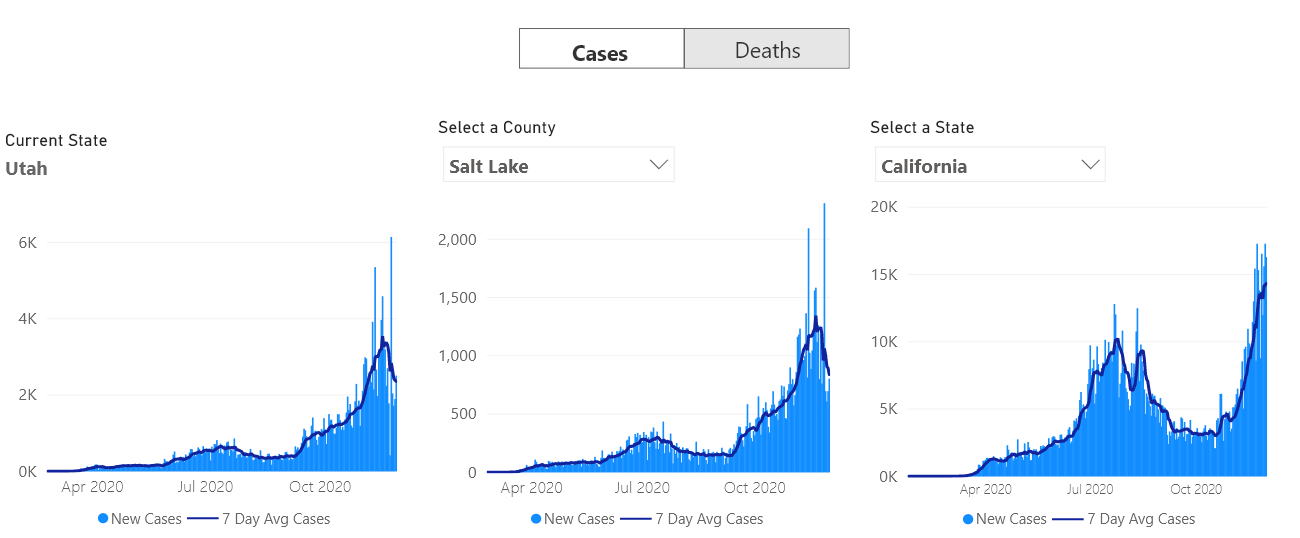 Cases
Deaths
Current State
Utah
6K
4K
2K
0K
Apr 2020
Jul 2020
Oct 2020
New Cases
7 Day Avg Cases
Select a County
Salt Lake
2,000
1,500
1,000
500
0
Apr 2020
Jul 2020
Oct 2020
New Cases
7 Day Avg Cases
Select a State
California
20K
15K
10K
5K
0K
Apr 2020
Jul 2020
Oct 2020
New Cases
7 Day Avg Cases